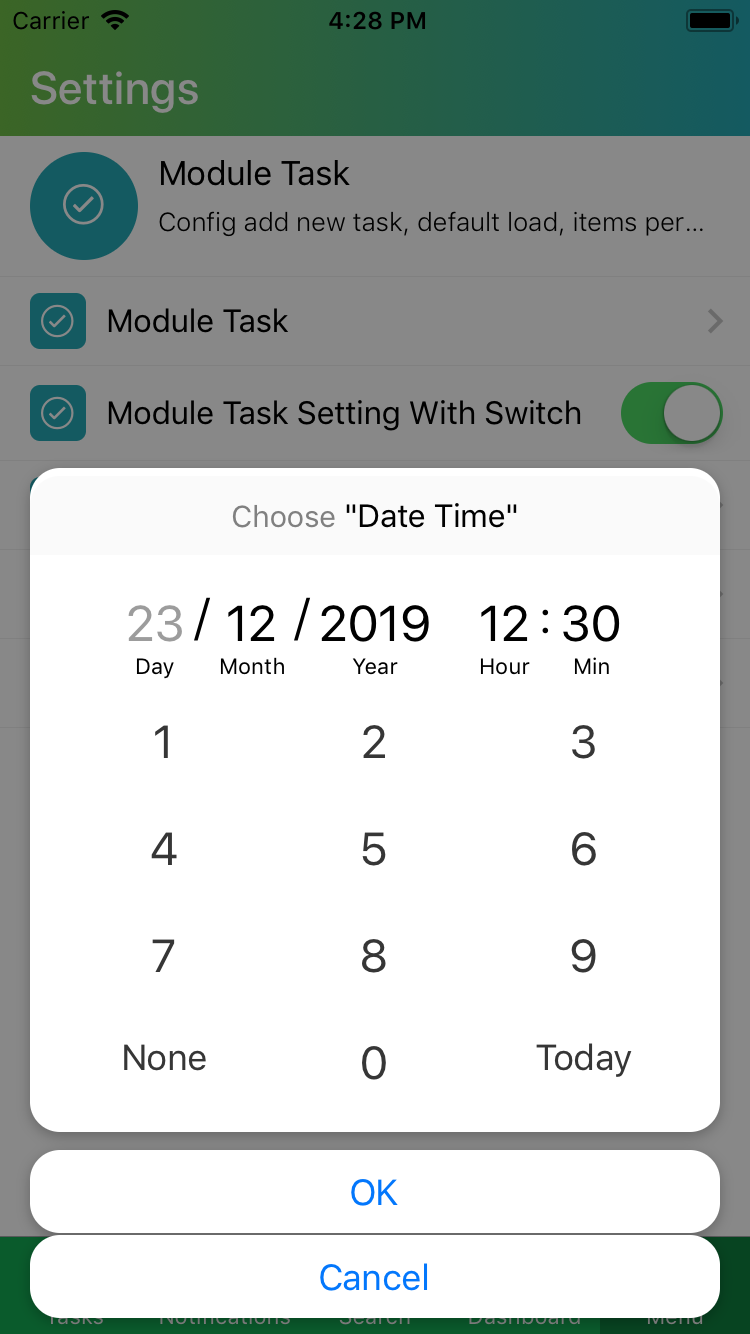 Carrier 4:28 PM
Settings
Module Task
Config add new task, default load, items per...
Module Task
Module Task Setting With Switch
Choose "Date Time"
23 / 12 / 2019 12 : 30
Day Month Year Hour Min
1 2 3
4 5 6
7 8 9
None 0 Today
OK
Cancel
Tasks Notifications Search Dashboard Menu